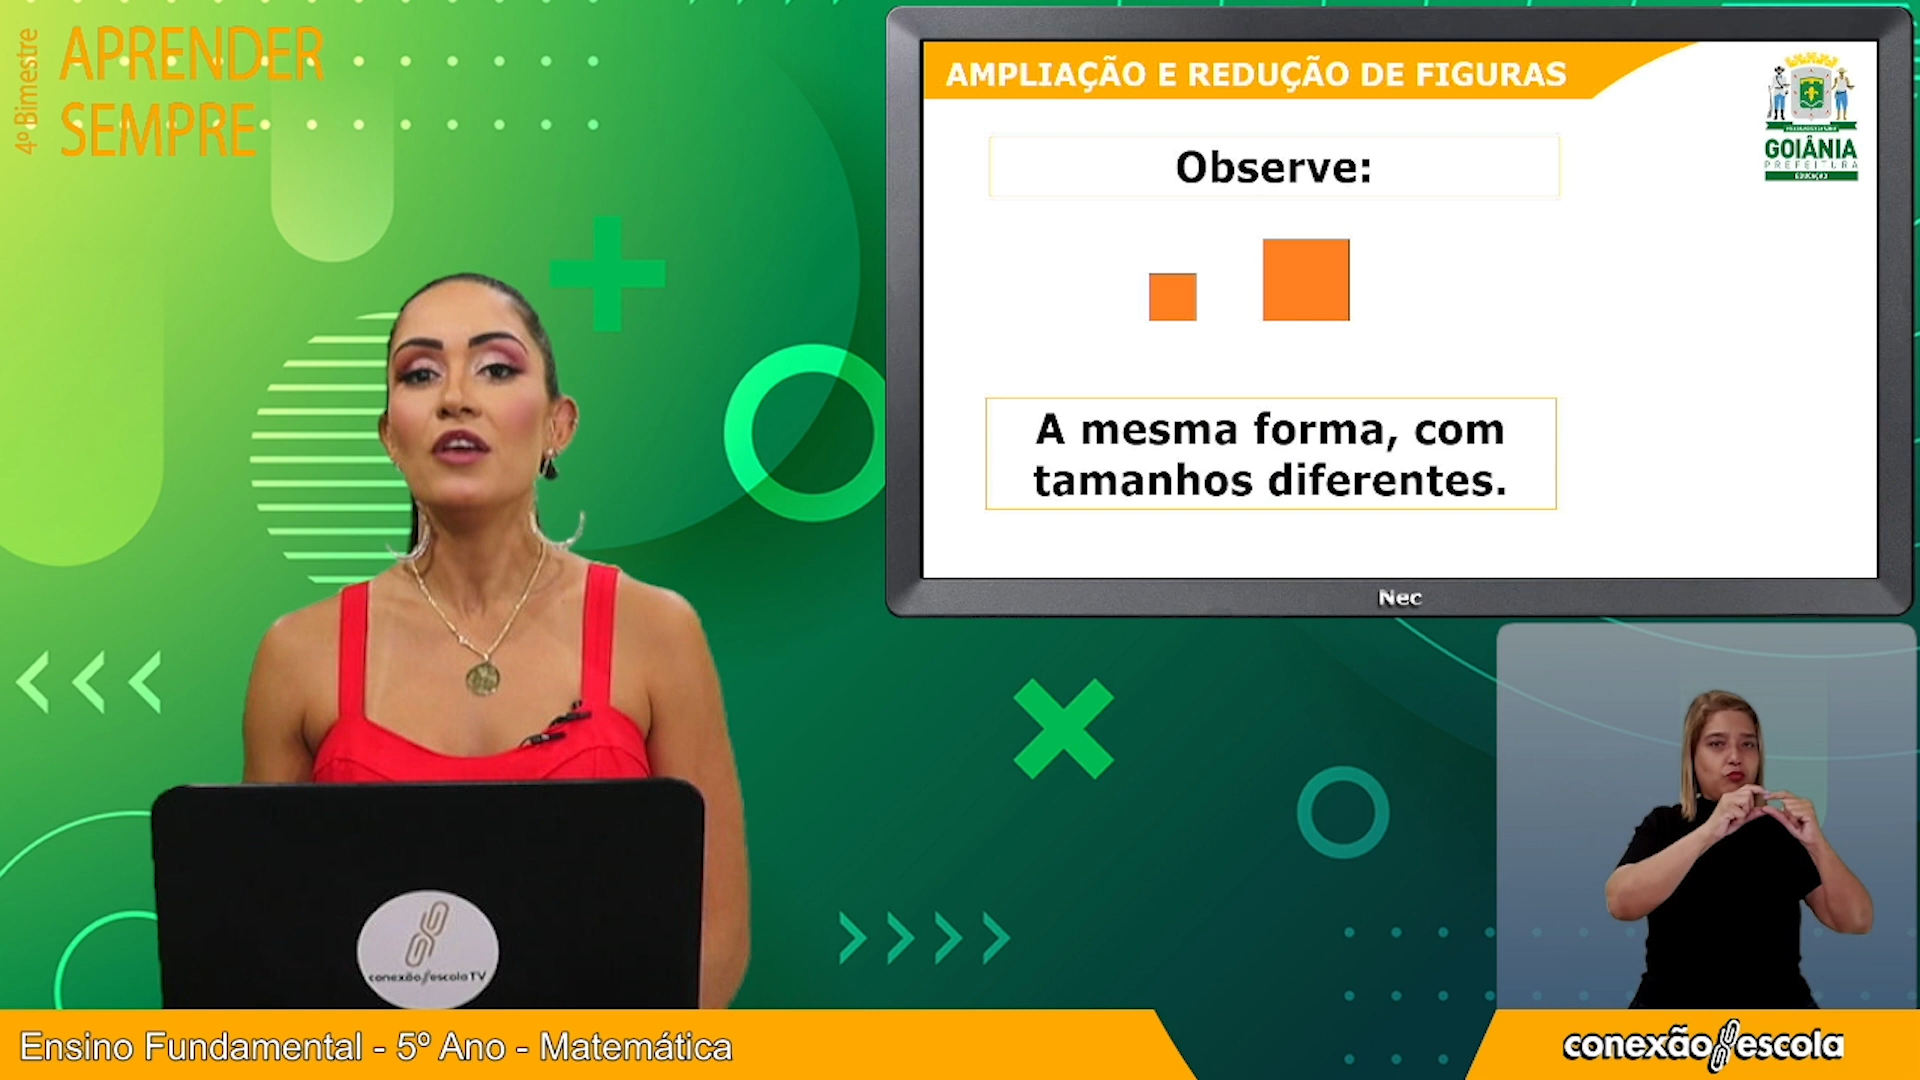 4º Bimestre
APRENDER
SEMPRE
AMPLIAÇÃO E REDUÇÃO DE FIGURAS
GOIÂNIA
PREFEITURA
EDUCAÇÃO
Observe:
A mesma forma, com
tamanhos diferentes.
Nec
conexão escola TV
Ensino Fundamental - 5º Ano - Matemática
conexão escola